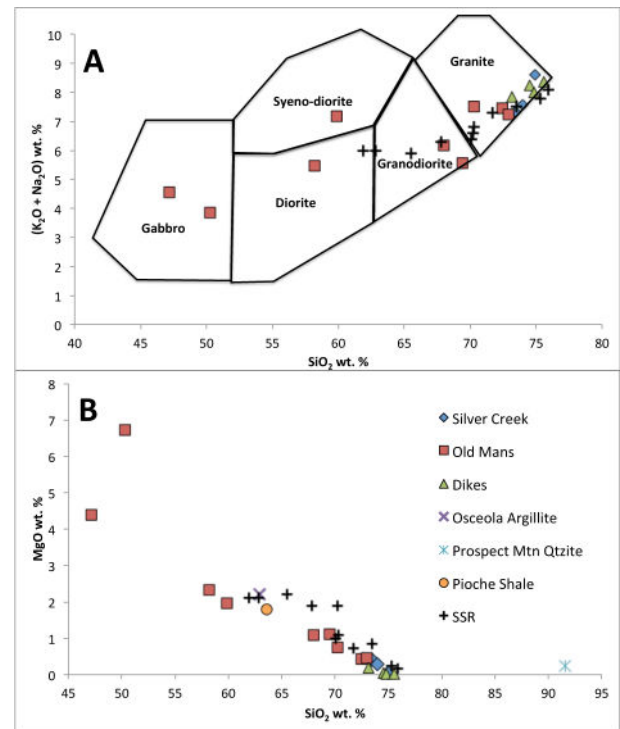 A
(K2O + Na2O) wt. %
10
9
8
7
6
5
4
3
2
1
0
Granite
Syeno-diorite
Granodiorite
Diorite
Gabbro
40 45 50 55 60 65 70 75 80
SiO2 wt. %
B
MgO wt. %
8
7
6
5
4
3
2
1
0
Silver Creek
Old Mans
Dikes
Osceola Argillite
Prospect Mtn Qtzite
Pioche Shale
SSR
45 50 55 60 65 70 75 80 85 90 95
SiO2 wt. %